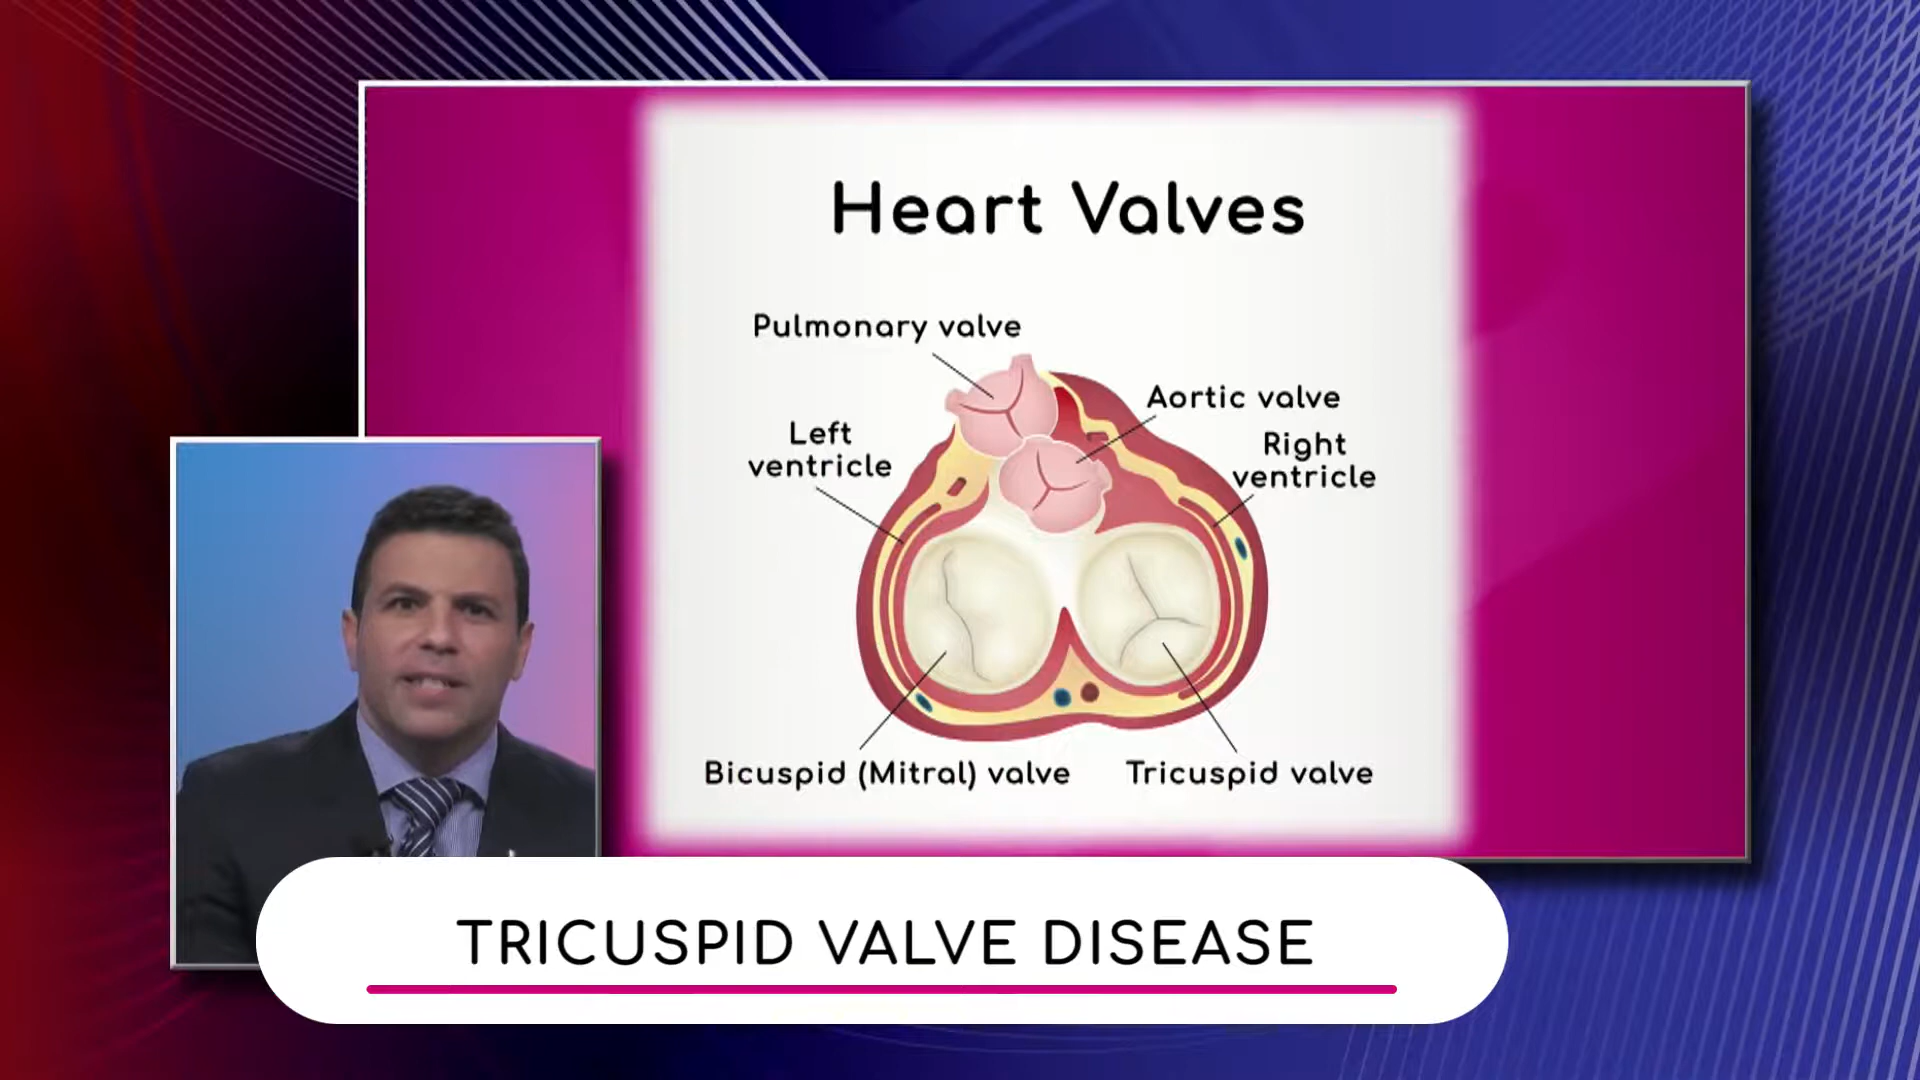 Heart Valves
Pulmonary valve
Aortic valve
Left
ventricle
Right
ventricle
Bicuspid (Mitral) valve
Tricuspid valve
TRICUSPID VALVE DISEASE